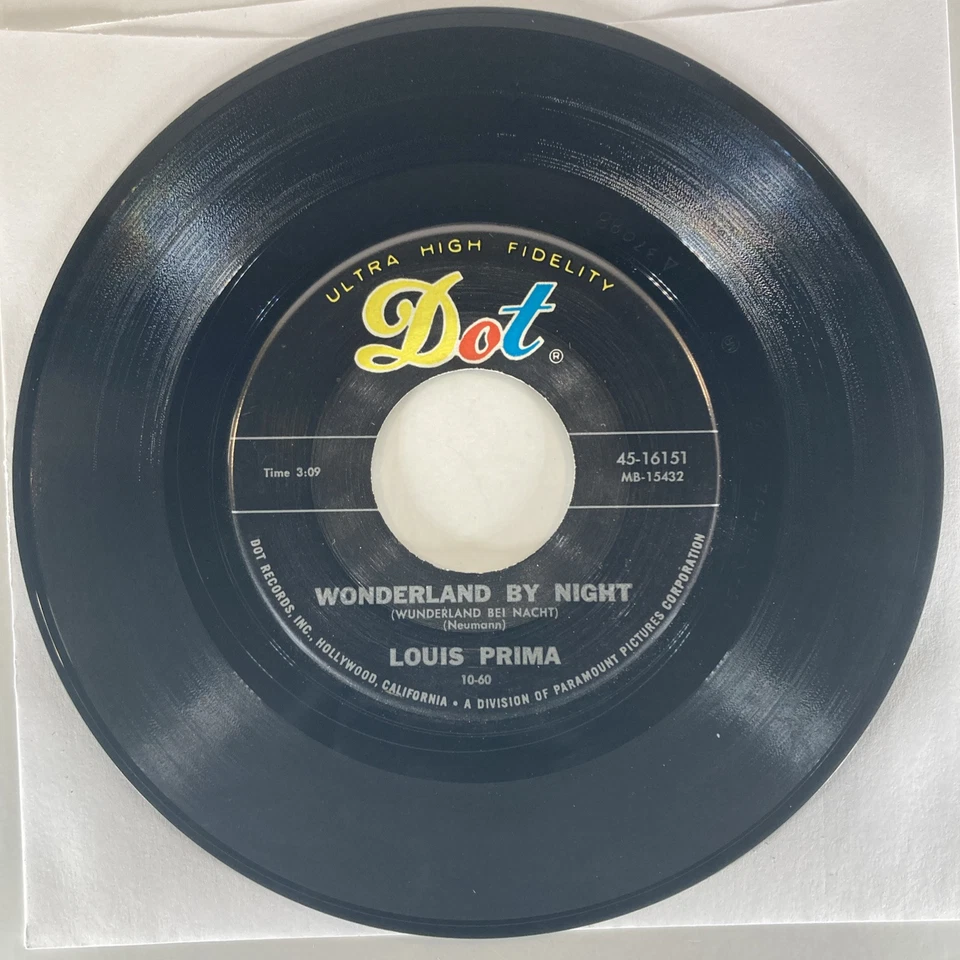 ULTRA HIGH FIDELITY
Dot ®
Time 3:09
45-16151
MB-15432
WONDERLAND BY NIGHT
(WUNDERLAND BEI NACHT)
(Neumann)
LOUIS PRIMA
10-60
DOT RECORDS, INC., HOLLYWOOD, CALIFORNIA • A DIVISION OF PARAMOUNT PICTURES CORPORATION